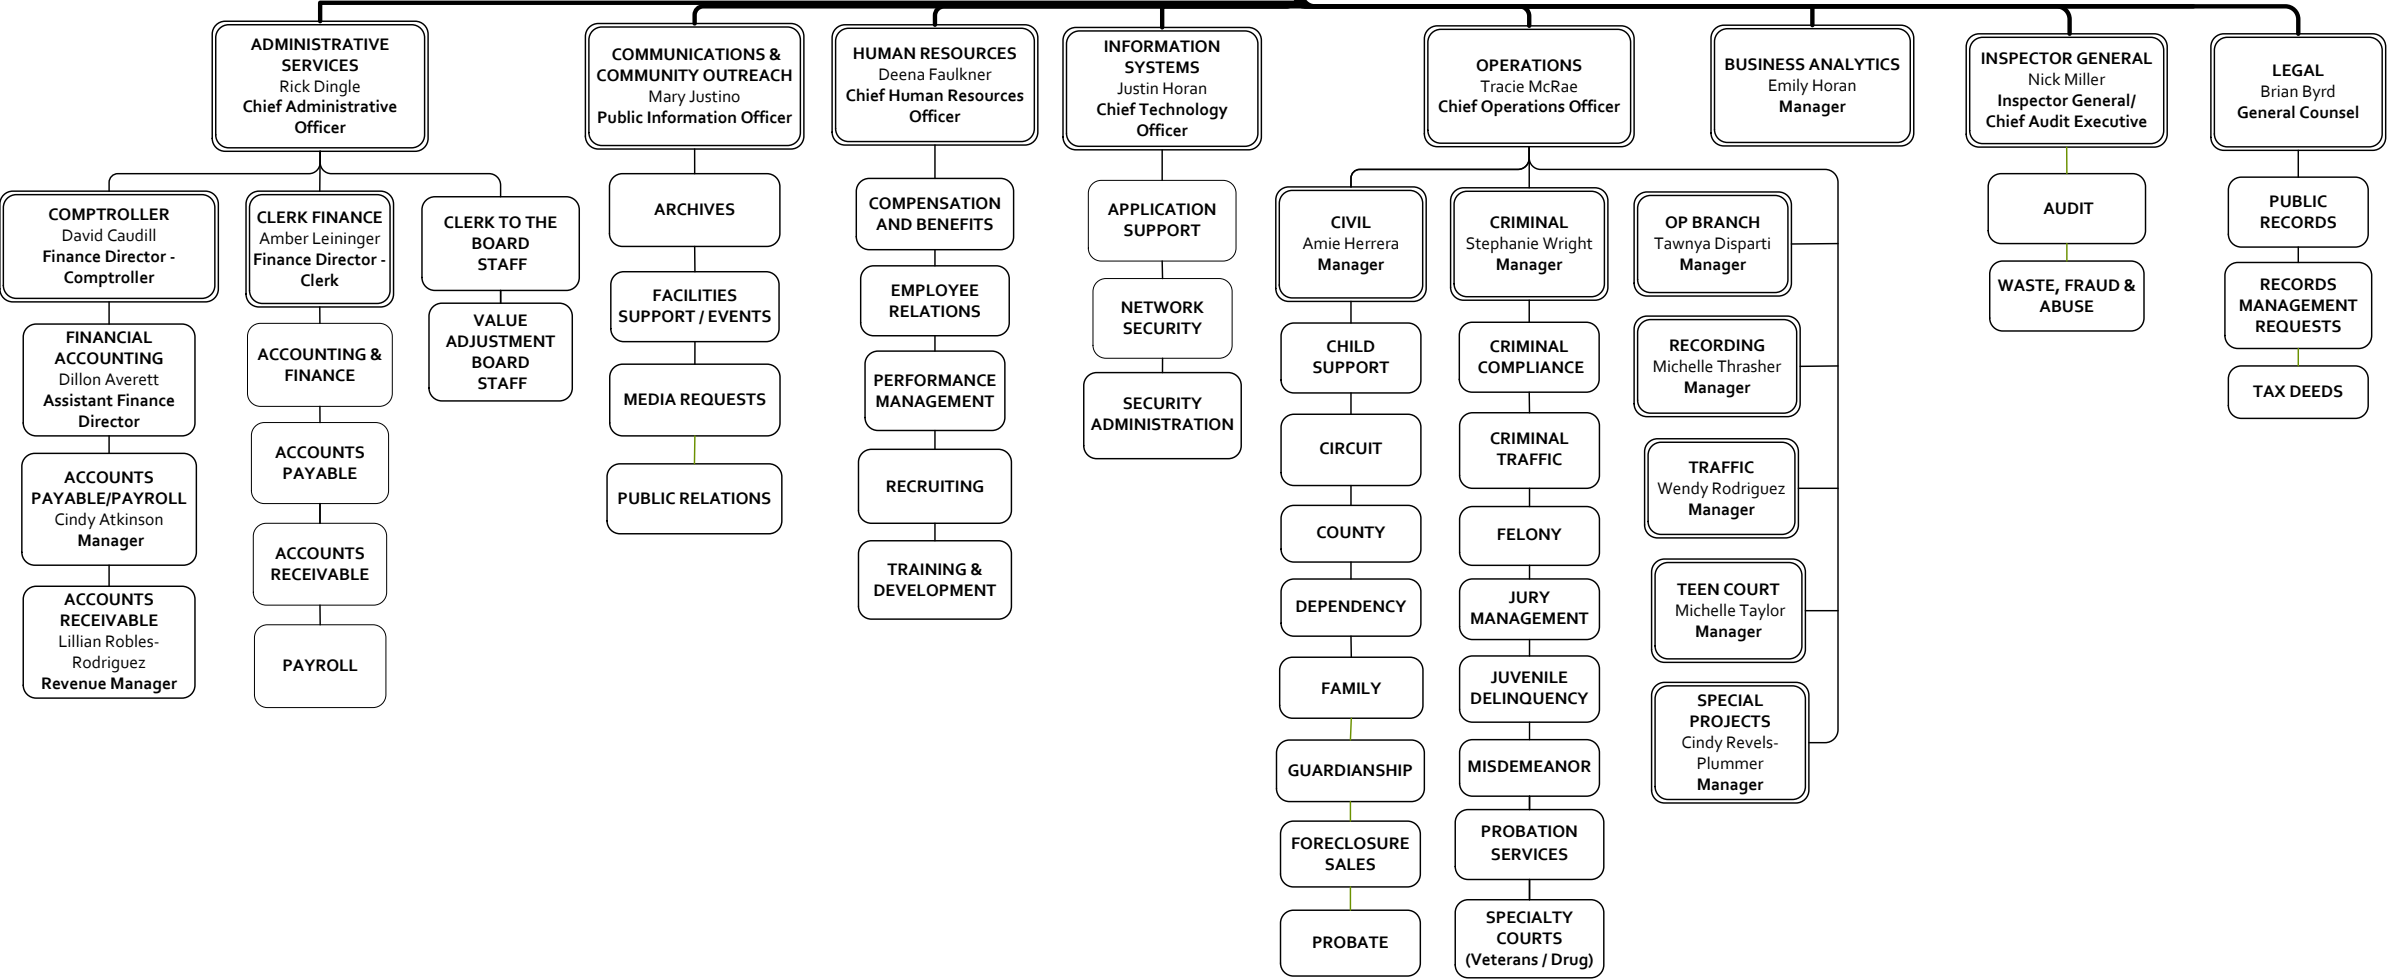 ADMINISTRATIVE
SERVICES
Rick Dingle
Chief Administrative
Officer
COMMUNICATIONS &
COMMUNITY OUTREACH
Mary Justino
Public Information Officer
HUMAN RESOURCES
Deena Faulkner
Chief Human Resources
Officer
INFORMATION
SYSTEMS
Justin Horan
Chief Technology
Officer
OPERATIONS
Tracie McRae
Chief Operations Officer
BUSINESS ANALYTICS
Emily Horan
Manager
INSPECTOR GENERAL
Nick Miller
Inspector General/
Chief Audit Executive
LEGAL
Brian Byrd
General Counsel
COMPTROLLER
David Caudill
Finance Director -
Comptroller
FINANCIAL
ACCOUNTING
Dillon Averett
Assistant Finance
Director
ACCOUNTS
PAYABLE/PAYROLL
Cindy Atkinson
Manager
ACCOUNTS
RECEIVABLE
Lillian Robles-
Rodriguez
Revenue Manager
CLERK FINANCE
Amber Leininger
Finance Director -
Clerk
ACCOUNTING &
FINANCE
ACCOUNTS
PAYABLE
ACCOUNTS
RECEIVABLE
PAYROLL
CLERK TO THE
BOARD
STAFF
VALUE
ADJUSTMENT
BOARD
STAFF
ARCHIVES
FACILITIES
SUPPORT / EVENTS
MEDIA REQUESTS
PUBLIC RELATIONS
COMPENSATION
AND BENEFITS
EMPLOYEE
RELATIONS
PERFORMANCE
MANAGEMENT
RECRUITING
TRAINING &
DEVELOPMENT
APPLICATION
SUPPORT
NETWORK
SECURITY
SECURITY
ADMINISTRATION
CIVIL
Amie Herrera
Manager
CHILD
SUPPORT
CIRCUIT
COUNTY
DEPENDENCY
FAMILY
GUARDIANSHIP
FORECLOSURE
SALES
PROBATE
CRIMINAL
Stephanie Wright
Manager
CRIMINAL
COMPLIANCE
CRIMINAL
TRAFFIC
FELONY
JURY
MANAGEMENT
JUVENILE
DELINQUENCY
MISDEMEANOR
PROBATION
SERVICES
SPECIALTY
COURTS
(Veterans / Drug)
OP BRANCH
Tawnya Disparti
Manager
RECORDING
Michelle Thrasher
Manager
TRAFFIC
Wendy Rodriguez
Manager
TEEN COURT
Michelle Taylor
Manager
SPECIAL
PROJECTS
Cindy Revels-
Plummer
Manager
AUDIT
WASTE, FRAUD &
ABUSE
PUBLIC
RECORDS
RECORDS
MANAGEMENT
REQUESTS
TAX DEEDS